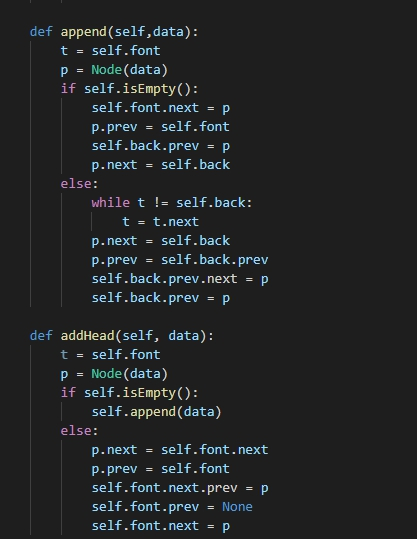 def append(self,data):
t = self.font
p = Node(data)
if self.isEmpty():
self.font.next = p
p.prev = self.font
self.back.prev = p
p.next = self.back
else:
while t != self.back:
t = t.next
p.next = self.back
p.prev = self.back.prev
self.back.prev.next = p
self.back.prev = p
def addHead(self, data):
t = self.font
p = Node(data)
if self.isEmpty():
self.append(data)
else:
p.next = self.font.next
p.prev = self.font
self.font.next.prev = p
self.font.prev = None
self.font.next = p